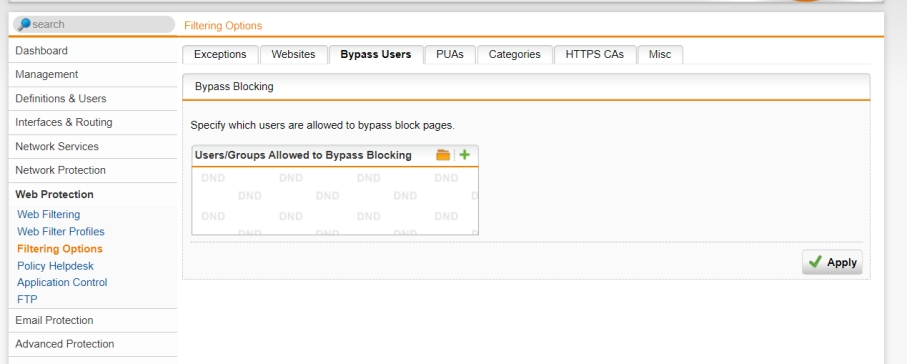 search
Filtering Options
Dashboard
Exceptions Websites Bypass Users PUAs Categories HTTPS CAs Misc
Management
Bypass Blocking
Definitions & Users
Interfaces & Routing
Specify which users are allowed to bypass block pages.
Network Services
Users/Groups Allowed to Bypass Blocking
Network Protection
DND DND DND DND
Web Protection
DND DND DND D
Web Filtering
DND DND DND DND
Web Filter Profiles
DND DND DND
Filtering Options
Policy Helpdesk
Apply
Application Control
FTP
Email Protection
Advanced Protection